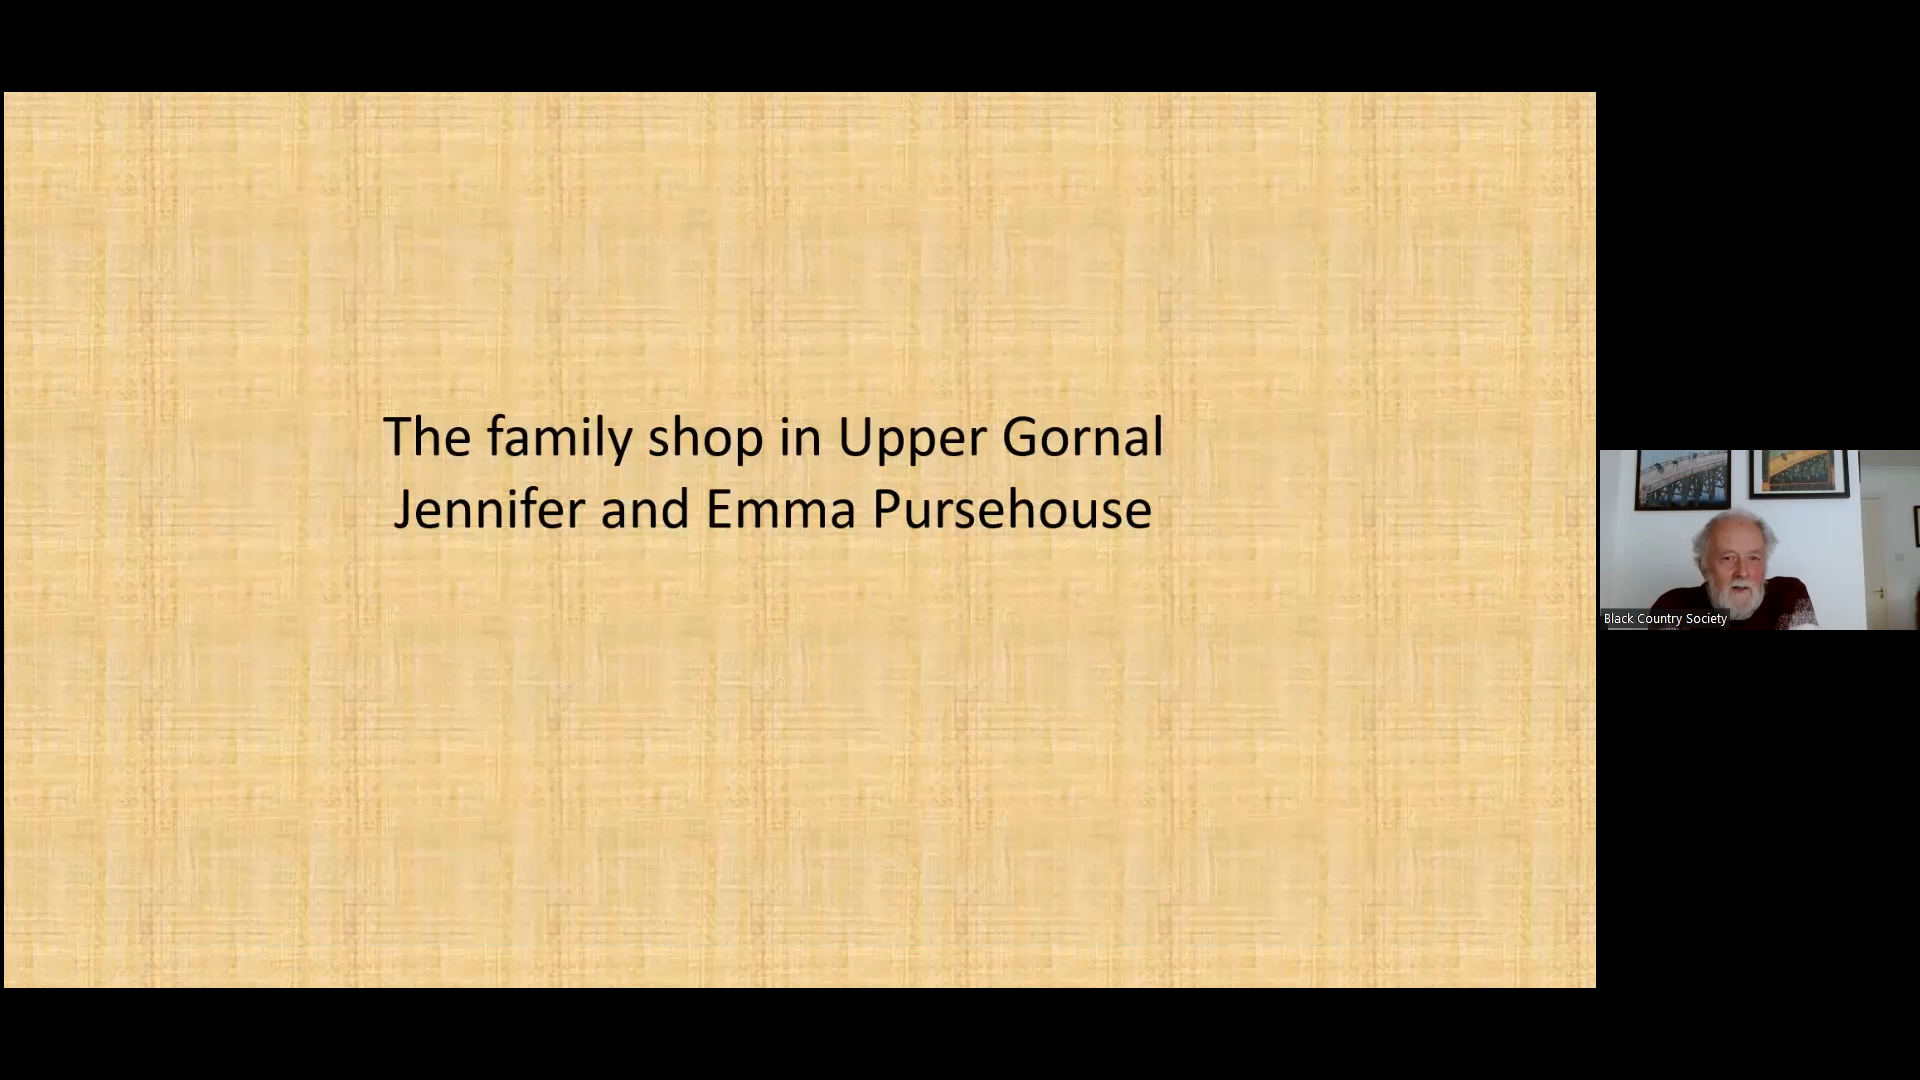 The family shop in Upper Gornal
Jennifer and Emma Pursehouse
Black Country Society